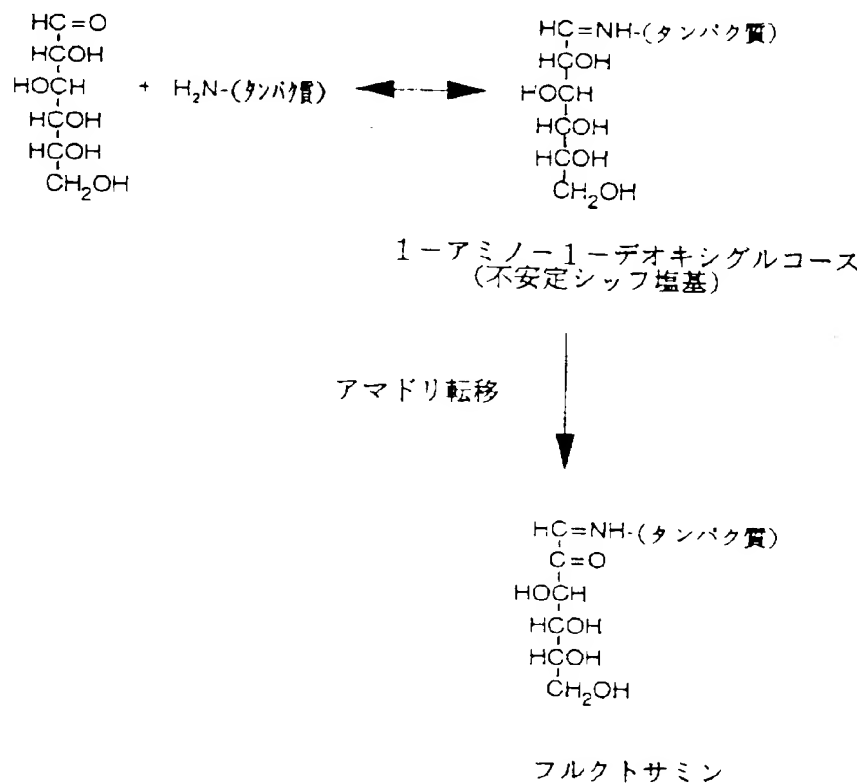 HC=O
HCOH
HOCH
HCOH
HCOH
CH₂OH
+ H₂N-(タンパク質)
HC=NH-(タンパク質)
HCOH
HOCH
HCOH
HCOH
CH₂OH
1-アミノ-1-デオキシグルコース
(不安定シッフ塩基)
アマドリ転移
HC=NH-(タンパク質)
C=O
HOCH
HCOH
HCOH
CH₂OH
フルクトサミン